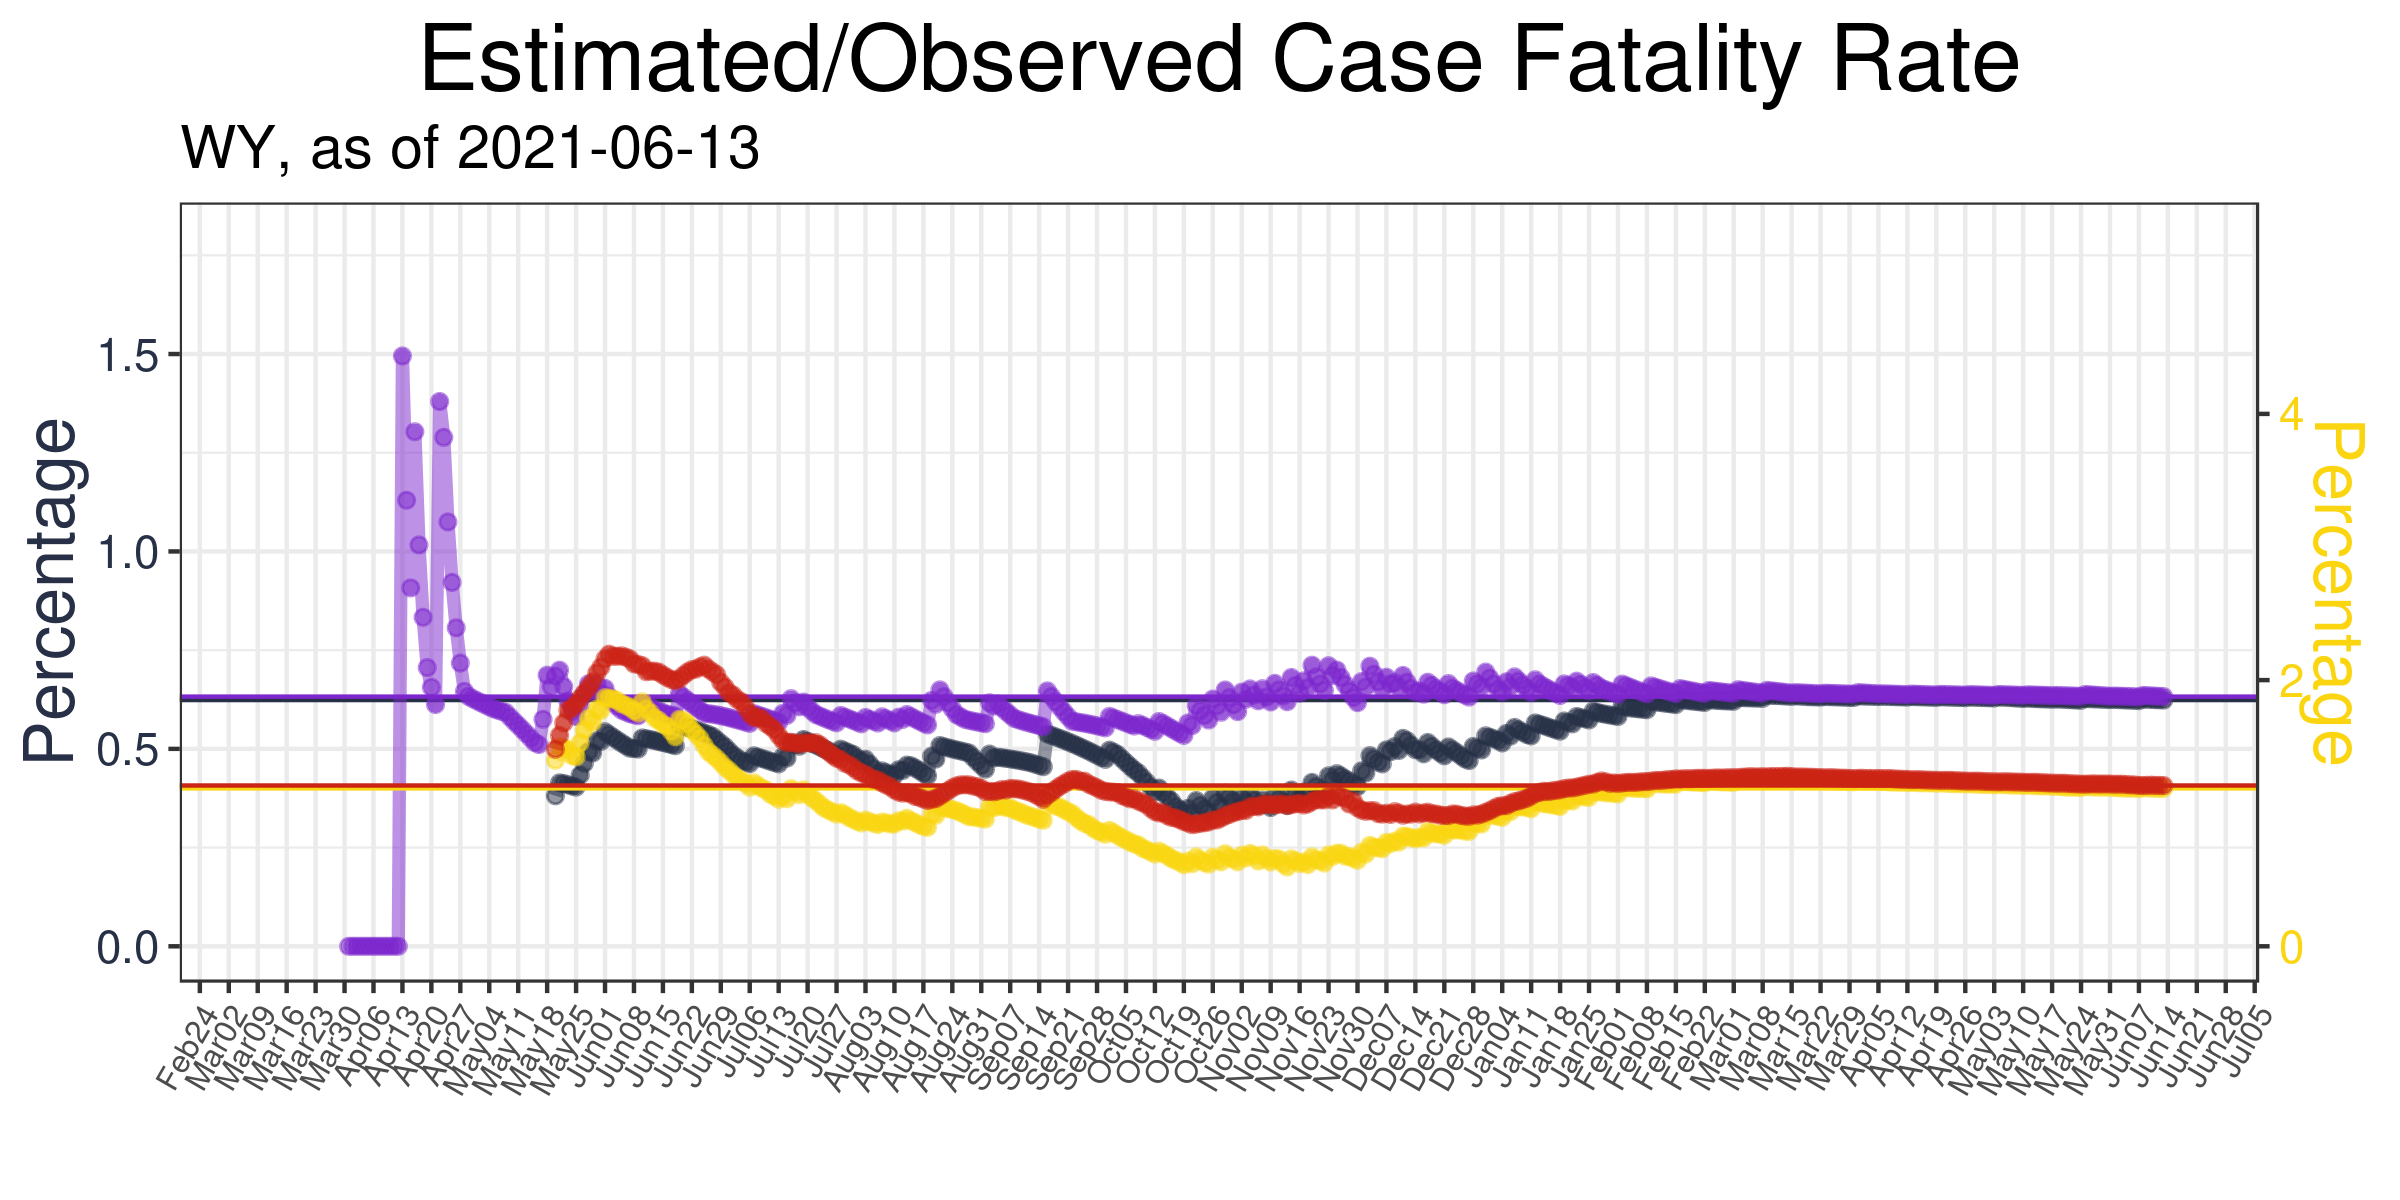 Estimated/Observed Case Fatality Rate
WY, as of 2021-06-13
Percentage
1.5
1.0
0.5
0.0
4
2
0
Percentage
Feb24
Mar02
Mar09
Mar16
Mar23
Mar30
Apr06
Apr13
Apr20
Apr27
May04
May11
May18
May25
Jun01
Jun08
Jun15
Jun22
Jun29
Jul06
Jul13
Jul20
Jul27
Aug03
Aug10
Aug17
Aug24
Aug31
Sep07
Sep14
Sep21
Sep28
Oct05
Oct12
Oct19
Oct26
Nov02
Nov09
Nov16
Nov23
Nov30
Dec07
Dec14
Dec21
Dec28
Jan04
Jan11
Jan18
Jan25
Feb01
Feb08
Feb15
Feb22
Mar01
Mar08
Mar15
Mar22
Mar29
Apr05
Apr12
Apr19
Apr26
May03
May10
May17
May24
May31
Jun07
Jun14
Jun21
Jun28
Jul05